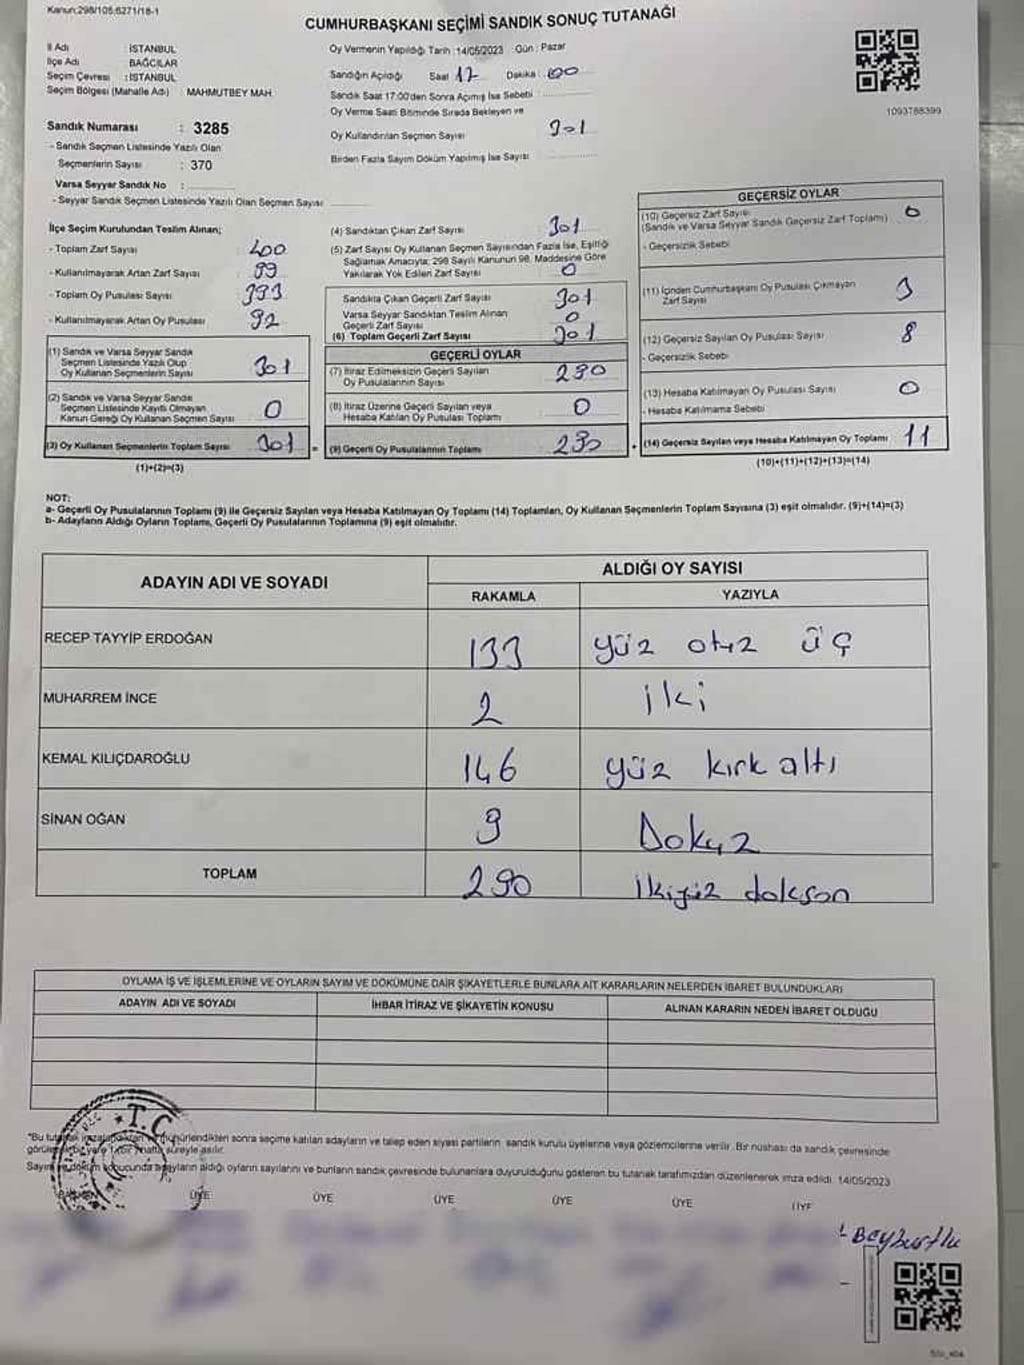 Kanun:298/105;6271/18-1
CUMHURBAŞKANI SEÇİMİ SANDIK SONUÇ TUTANAĞI
İl Adı : İSTANBUL
İlçe Adı : BAĞCILAR
Seçim Çevresi : İSTANBUL
Seçim Bölgesi (Mahalle Adı) : MAHMUTBEY MAH.
Sandık Numarası : 3285
- Sandık Seçmen Listesinde Yazılı Olan
Seçmenlerin Sayısı : 370
Varsa Seyyar Sandık No :
- Seyyar Sandık Seçmen Listesinde Yazılı Olan Seçmen Sayısı
Oy Vermenin Yapıldığı Tarih :14/05/2023 Gün : Pazar
Sandığın Açıldığı Saat :17 Dakika :00
Sandık Saat 17:00'den Sonra Açılmış İse Sebebi :
Oy Verme Saati Bitiminde Sırada Bekleyen ve
Oy Kullandırılan Seçmen Sayısı : 301
Birden Fazla Sayım Döküm Yapılmış İse Sayısı :
1093788399
İlçe Seçim Kurulundan Teslim Alınan;
- Toplam Zarf Sayısı : 400
- Kullanılmayarak Artan Zarf Sayısı : 99
- Toplam Oy Pusulası Sayısı : 393
- Kullanılmayarak Artan Oy Pusulası : 92
(1) Sandık ve Varsa Seyyar Sandık
Seçmen Listesinde Yazılı Olup
Oy Kullanan Seçmenlerin Sayısı 301
(2) Sandık ve Varsa Seyyar Sandık
Seçmen Listesinde Kayıtlı Olmayan
Kanun Gereği Oy Kullanan Seçmen Sayısı 0
(3) Oy Kullanan Seçmenlerin Toplam Sayısı 301 =
(1)+(2)=(3)
(4) Sandıktan Çıkan Zarf Sayısı : 301
(5) Zarf Sayısı Oy Kullanan Seçmen Sayısından Fazla İse, Eşitliği
Sağlamak Amacıyla; 298 Sayılı Kanunun 98. Maddesine Göre
Yakılarak Yok Edilen Zarf Sayısı : 0
Sandıkta Çıkan Geçerli Zarf Sayısı 301
Varsa Seyyar Sandıktan Teslim Alınan
Geçerli Zarf Sayısı 0
(6) Toplam Geçerli Zarf Sayısı 301
GEÇERLİ OYLAR
(7) İtiraz Edilmeksizin Geçerli Sayılan
Oy Pusulalarının Sayısı 290
(8) İtiraz Üzerine Geçerli Sayılan veya
Hesaba Katılan Oy Pusulası Toplamı 0
(9) Geçerli Oy Pusulalarının Toplamı 290 +
GEÇERSİZ OYLAR
(10) Geçersiz Zarf Sayısı
(Sandık ve Varsa Seyyar Sandık Geçersiz Zarf Toplamı) 0
- Geçersizlik Sebebi
(11) İçinden Cumhurbaşkanı Oy Pusulası Çıkmayan
Zarf Sayısı 3
(12) Geçersiz Sayılan Oy Pusulası Sayısı 8
- Geçersizlik Sebebi
(13) Hesaba Katılmayan Oy Pusulası Sayısı 0
- Hesaba Katılmama Sebebi
(14) Geçersiz Sayılan veya Hesaba Katılmayan Oy Toplamı 11
(10)+(11)+(12)+(13)=(14)
NOT:
a- Geçerli Oy Pusulalarının Toplamı (9) ile Geçersiz Sayılan veya Hesaba Katılmayan Oy Toplamı (14) Toplamları, Oy Kullanan Seçmenlerin Toplam Sayısına (3) eşit olmalıdır. (9)+(14)=(3)
b- Adayların Aldığı Oyların Toplamı, Geçerli Oy Pusulalarının Toplamına (9) eşit olmalıdır.
ADAYIN ADI VE SOYADI ALDIĞI OY SAYISI
RAKAMLA YAZIYLA
RECEP TAYYİP ERDOĞAN 133 yüz otuz üç
MUHARREM İNCE 2 iki
KEMAL KILIÇDAROĞLU 146 yüz kırk altı
SİNAN OĞAN 9 Dokuz
TOPLAM 290 ikiyüz doksan
OYLAMA İŞ VE İŞLEMLERİNE VE OYLARIN SAYIM VE DÖKÜMÜNE DAİR ŞİKAYETLERLE BUNLARA AİT KARARLARIN NELERDEN İBARET BULUNDUKLARI
ADAYIN ADI VE SOYADI İHBAR İTİRAZ VE ŞİKAYETİN KONUSU ALINAN KARARIN NEDEN İBARET OLDUĞU
T.C
*Bu tutanak imzalandıktan ve mühürlendikten sonra seçime katılan adayların ve talep eden siyasi partilerin sandık kurulu üyelerine veya gözlemcilerine verilir. Bir nüshası da sandık çevresinde
görülebilir yere 1 bir hafta süreyle asılır.
Sayım ve döküm sonucunda adayların aldığı oyların sayılarını ve bunların sandık çevresinde bulunanlara duyurulduğunu gösteren bu tutanak tarafımızdan düzenlenerek imza edildi. 14/05/2023
BAŞKAN ÜYE ÜYE ÜYE ÜYE ÜYE ÜYE
Bayburtlu